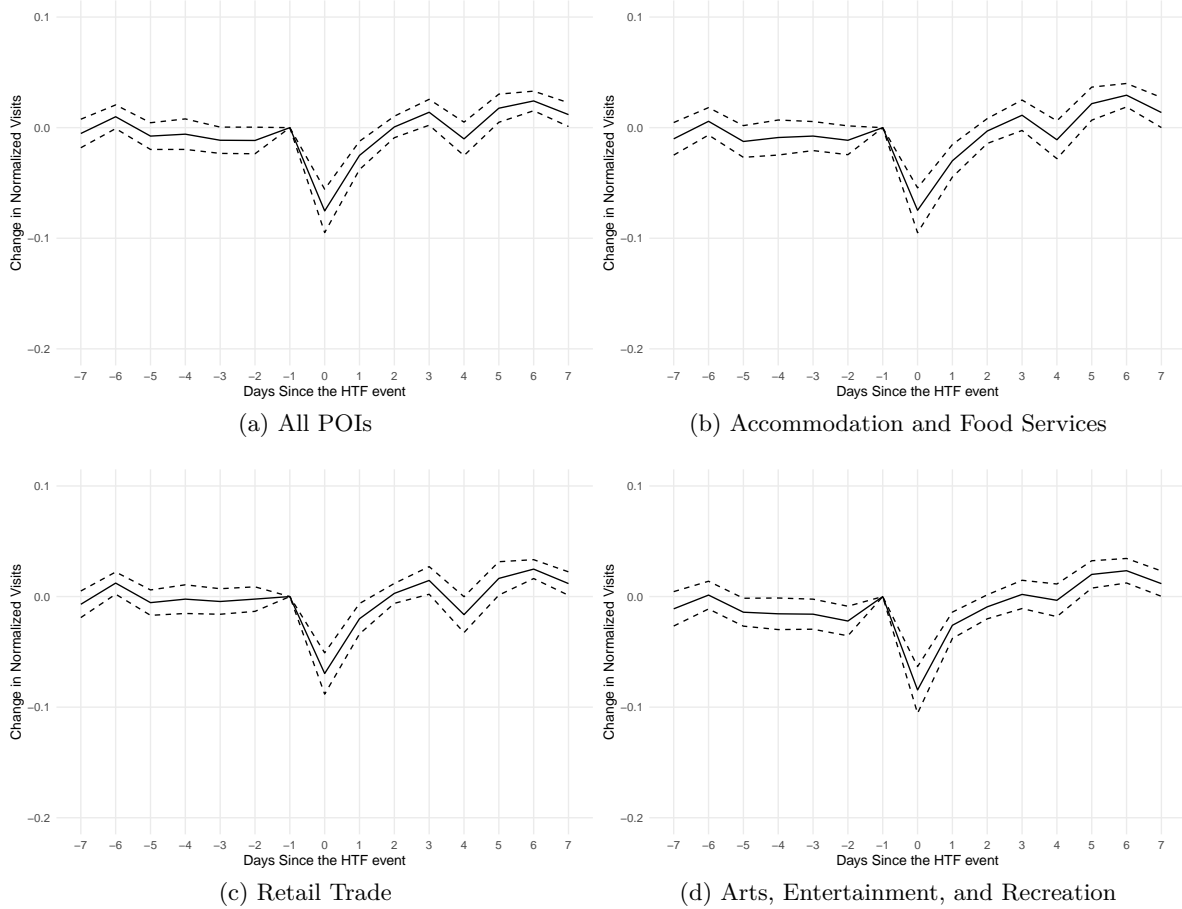 0.1
0.0
−0.1
−0.2
Change in Normalized Visits
−7 −6 −5 −4 −3 −2 −1 0 1 2 3 4 5 6 7
Days Since the HTF event
(a) All POIs
0.1
0.0
−0.1
−0.2
Change in Normalized Visits
−7 −6 −5 −4 −3 −2 −1 0 1 2 3 4 5 6 7
Days Since the HTF event
(b) Accommodation and Food Services
0.1
0.0
−0.1
−0.2
Change in Normalized Visits
−7 −6 −5 −4 −3 −2 −1 0 1 2 3 4 5 6 7
Days Since the HTF event
(c) Retail Trade
0.1
0.0
−0.1
−0.2
Change in Normalized Visits
−7 −6 −5 −4 −3 −2 −1 0 1 2 3 4 5 6 7
Days Since the HTF event
(d) Arts, Entertainment, and Recreation